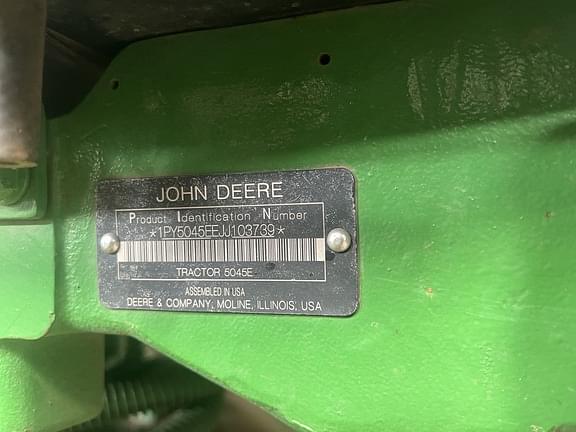 JOHN DEERE
Product Identification Number
*1PY5045EEJJ103739*
TRACTOR 5045E
ASSEMBLED IN USA
DEERE & COMPANY, MOLINE, ILLINOIS, USA